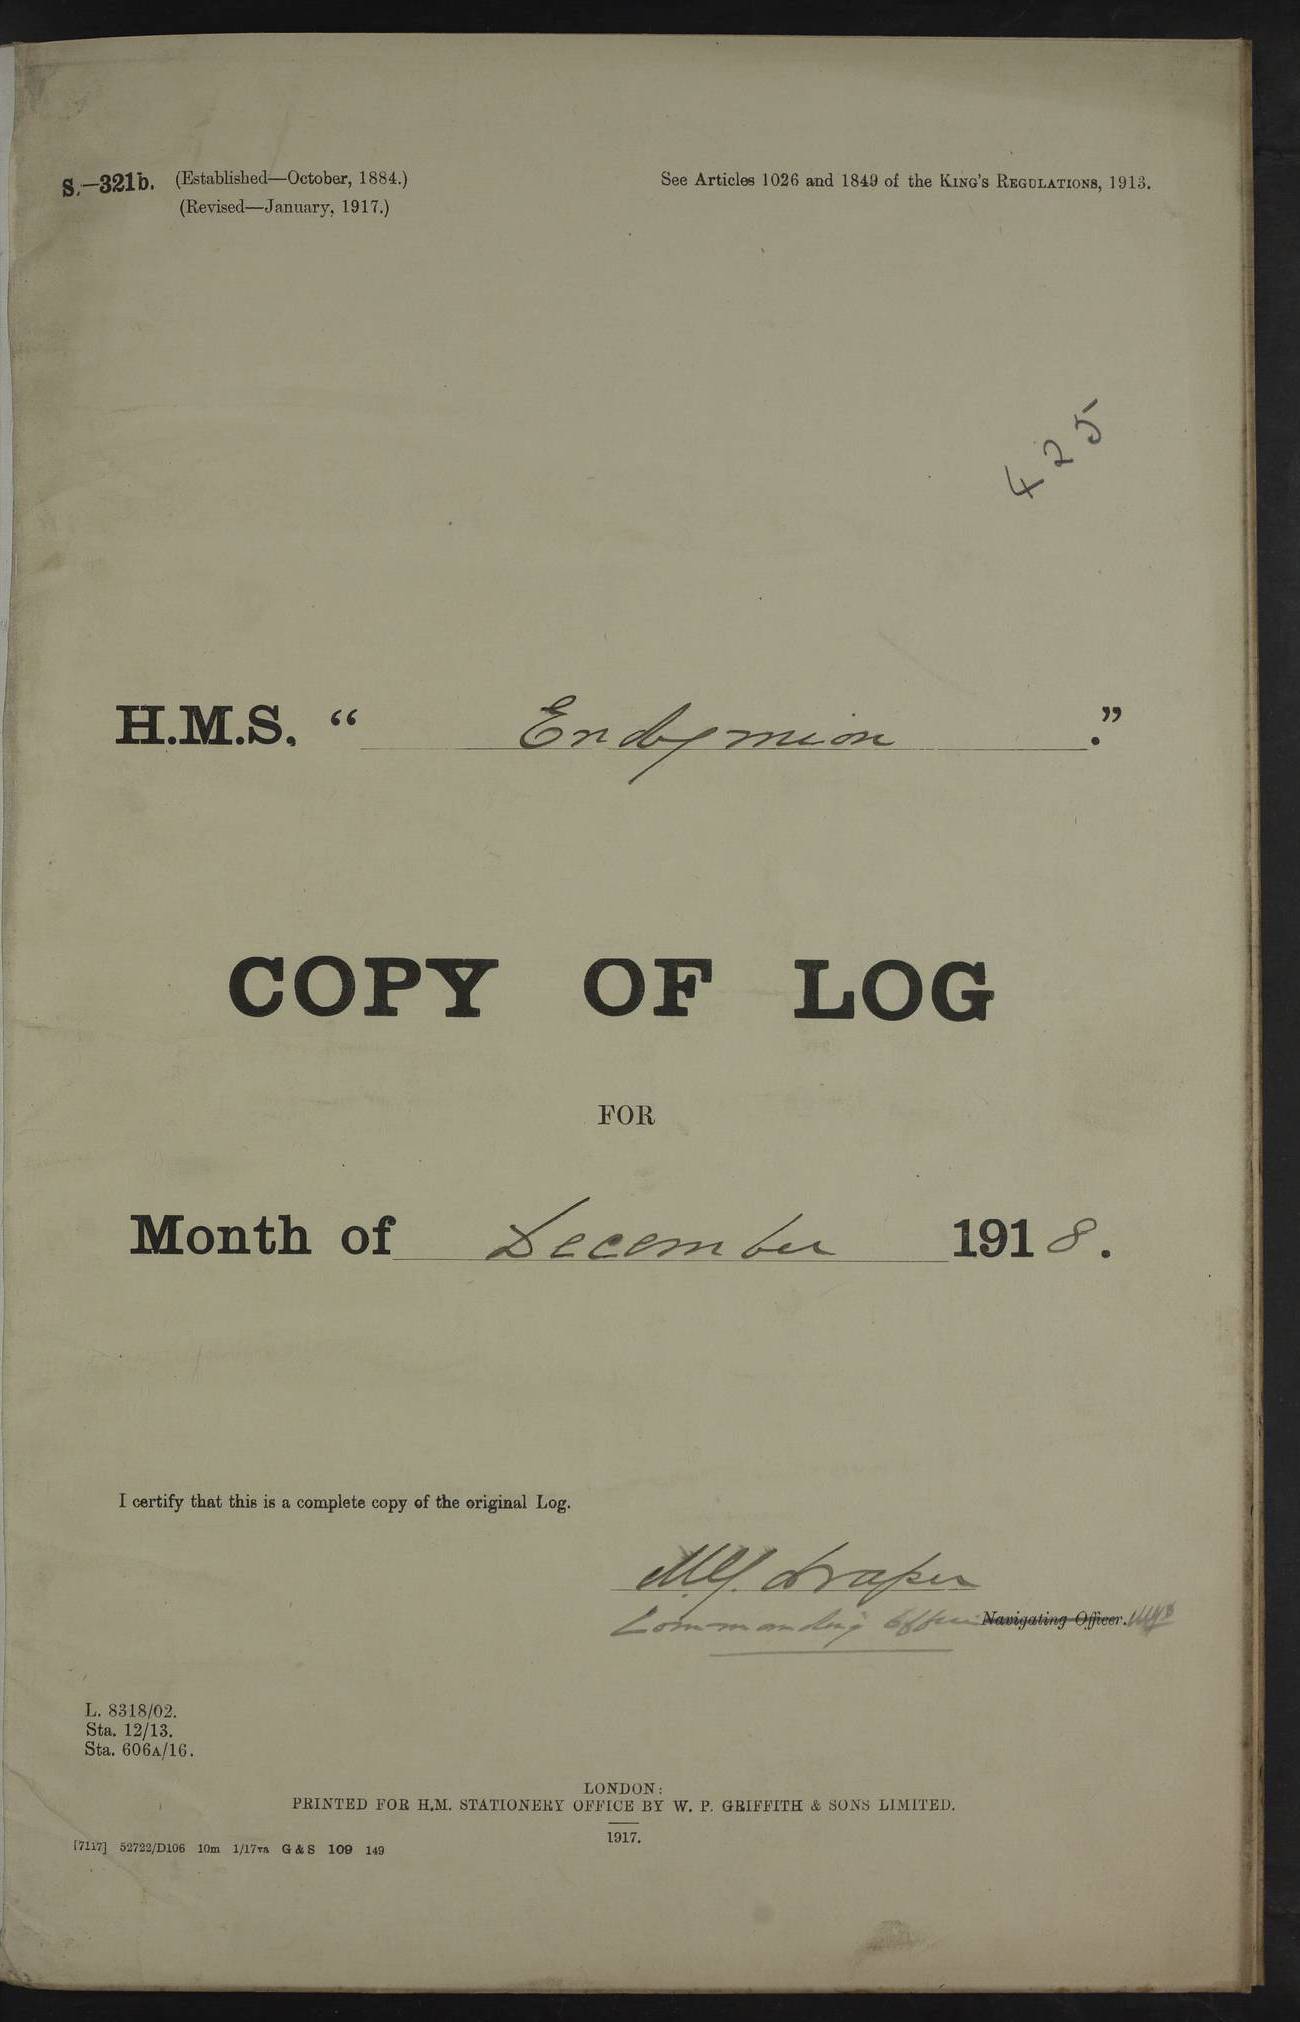 S.—321b. (Established—October, 1884.)
(Revised—January, 1917.)
See Articles 1026 and 1849 of the KING'S REGULATIONS, 1913.
425
H.M.S. “ Endymion .”
COPY OF LOG
FOR
Month of December 1918.
I certify that this is a complete copy of the original Log.
Draper
Commanding Officer Navigating Officer.
L. 8318/02.
Sta. 12/13.
Sta. 606A/16.
LONDON:
PRINTED FOR H.M. STATIONERY OFFICE BY W. P. GRIFFITH & SONS LIMITED.
1917.
[7117] 52722/D106 10m 1/17 G & S 109 149